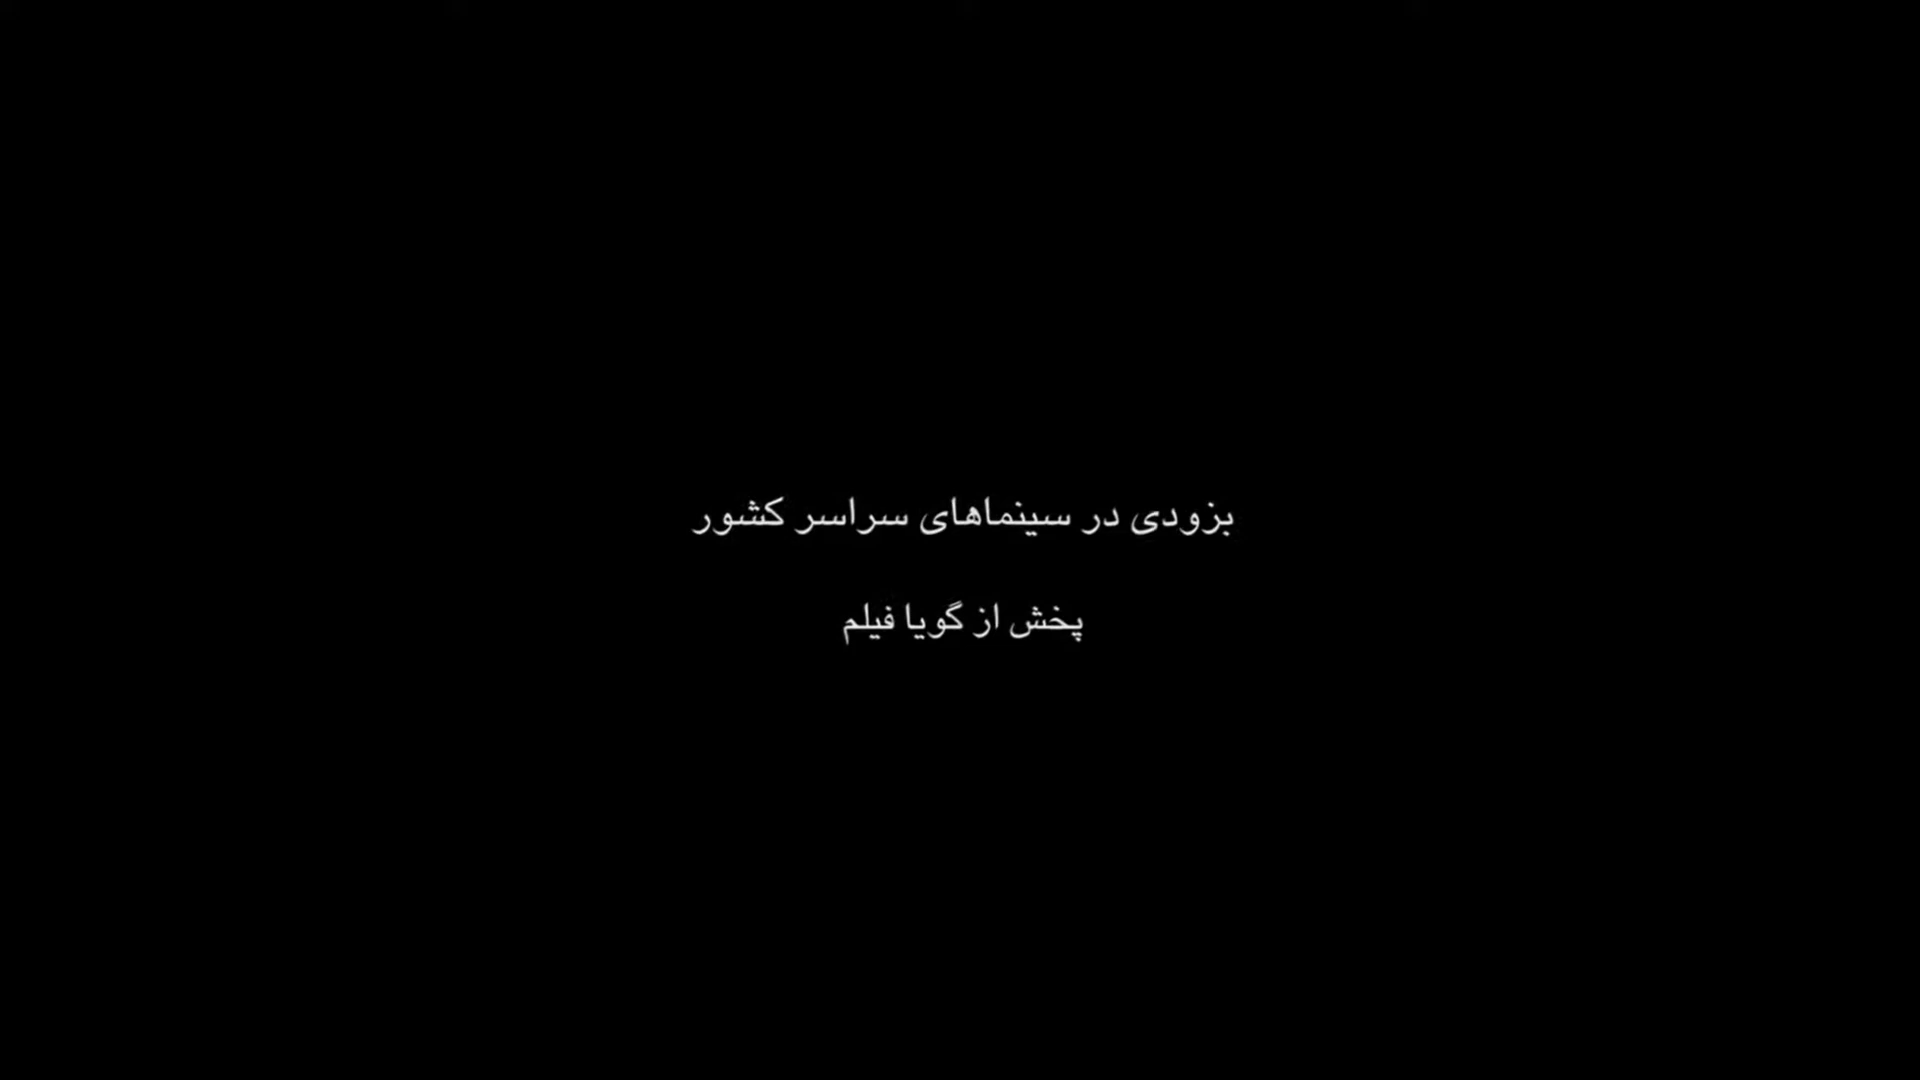 بزودی در سینماهای سراسر کشور
پخش از گویا فیلم